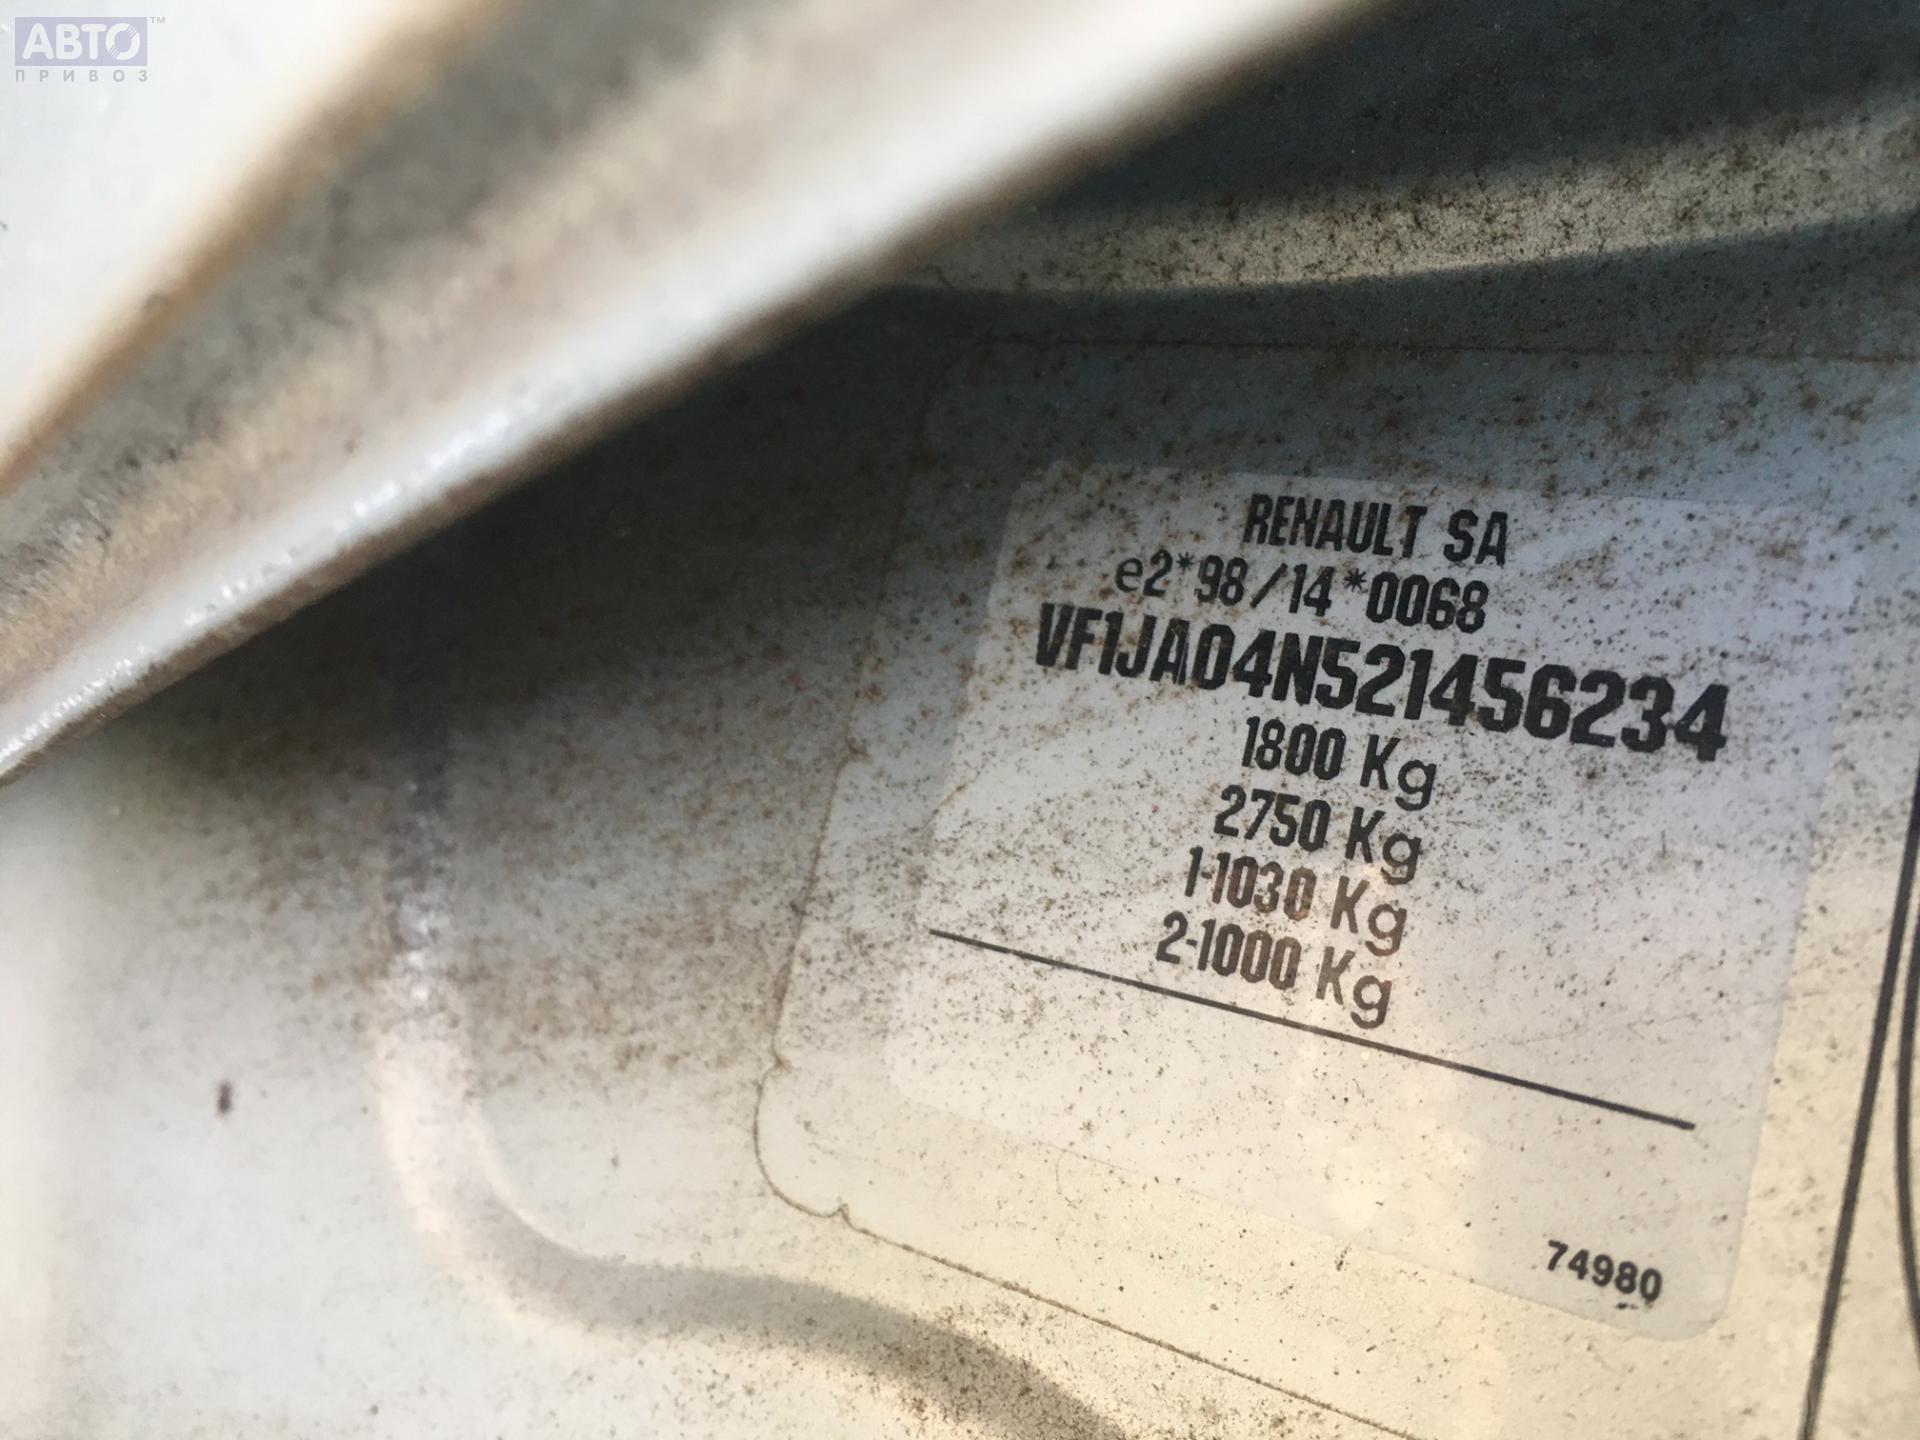 АВТО™
ПРИВОЗ
RENAULT SA
e2*98/14*0068
VF1JA04N521456234
1800 Kg
2750 Kg
1-1030 Kg
2-1000 Kg
74980